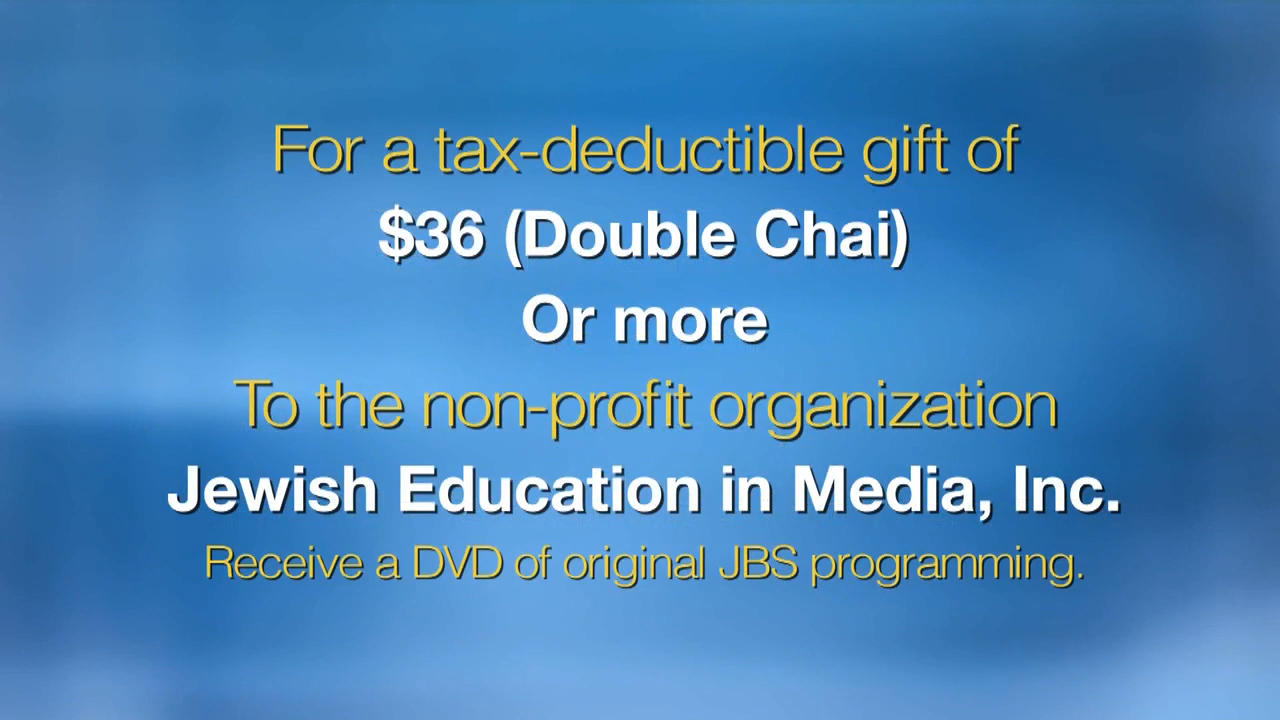 For a tax-deductible gift of
$36 (Double Chai)
Or more
To the non-profit organization
Jewish Education in Media, Inc.
Receive a DVD of original JBS programming.